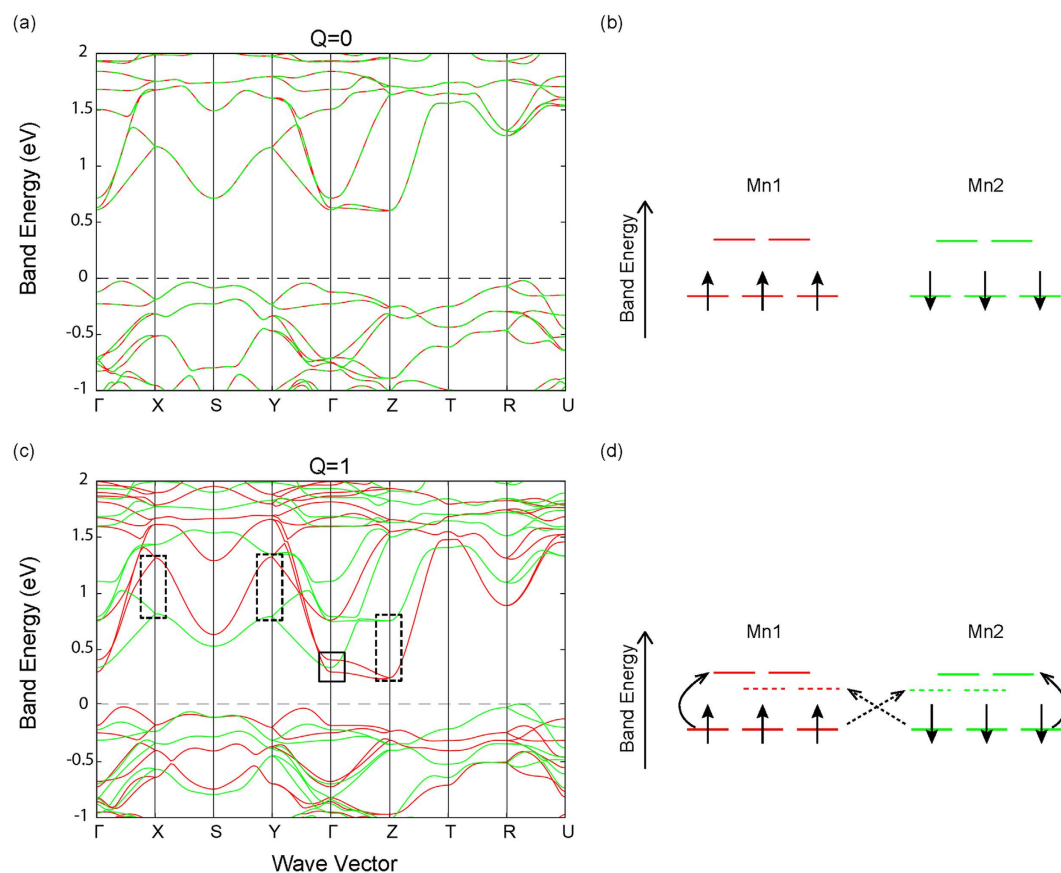 (a)
Q=0
2
1.5
1
0.5
0
-0.5
-1
Band Energy (eV)
Γ X S Y Γ Z T R U
(b)
Mn1 Mn2
Band Energy
(c)
Q=1
2
1.5
1
0.5
0
-0.5
-1
Band Energy (eV)
Γ X S Y Γ Z T R U
Wave Vector
(d)
Mn1 Mn2
Band Energy